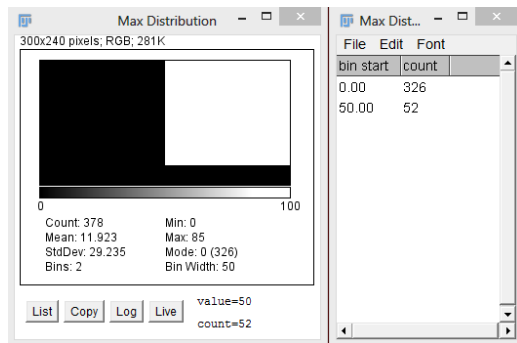 Max Distribution
300x240 pixels; RGB; 281K
0 100
Count: 378 Min: 0
Mean: 11.923 Max: 85
StdDev: 29.235 Mode: 0 (326)
Bins: 2 Bin Width: 50
List Copy Log Live value=50
count=52
Max Dist...
File Edit Font
bin start count
0.00 326
50.00 52